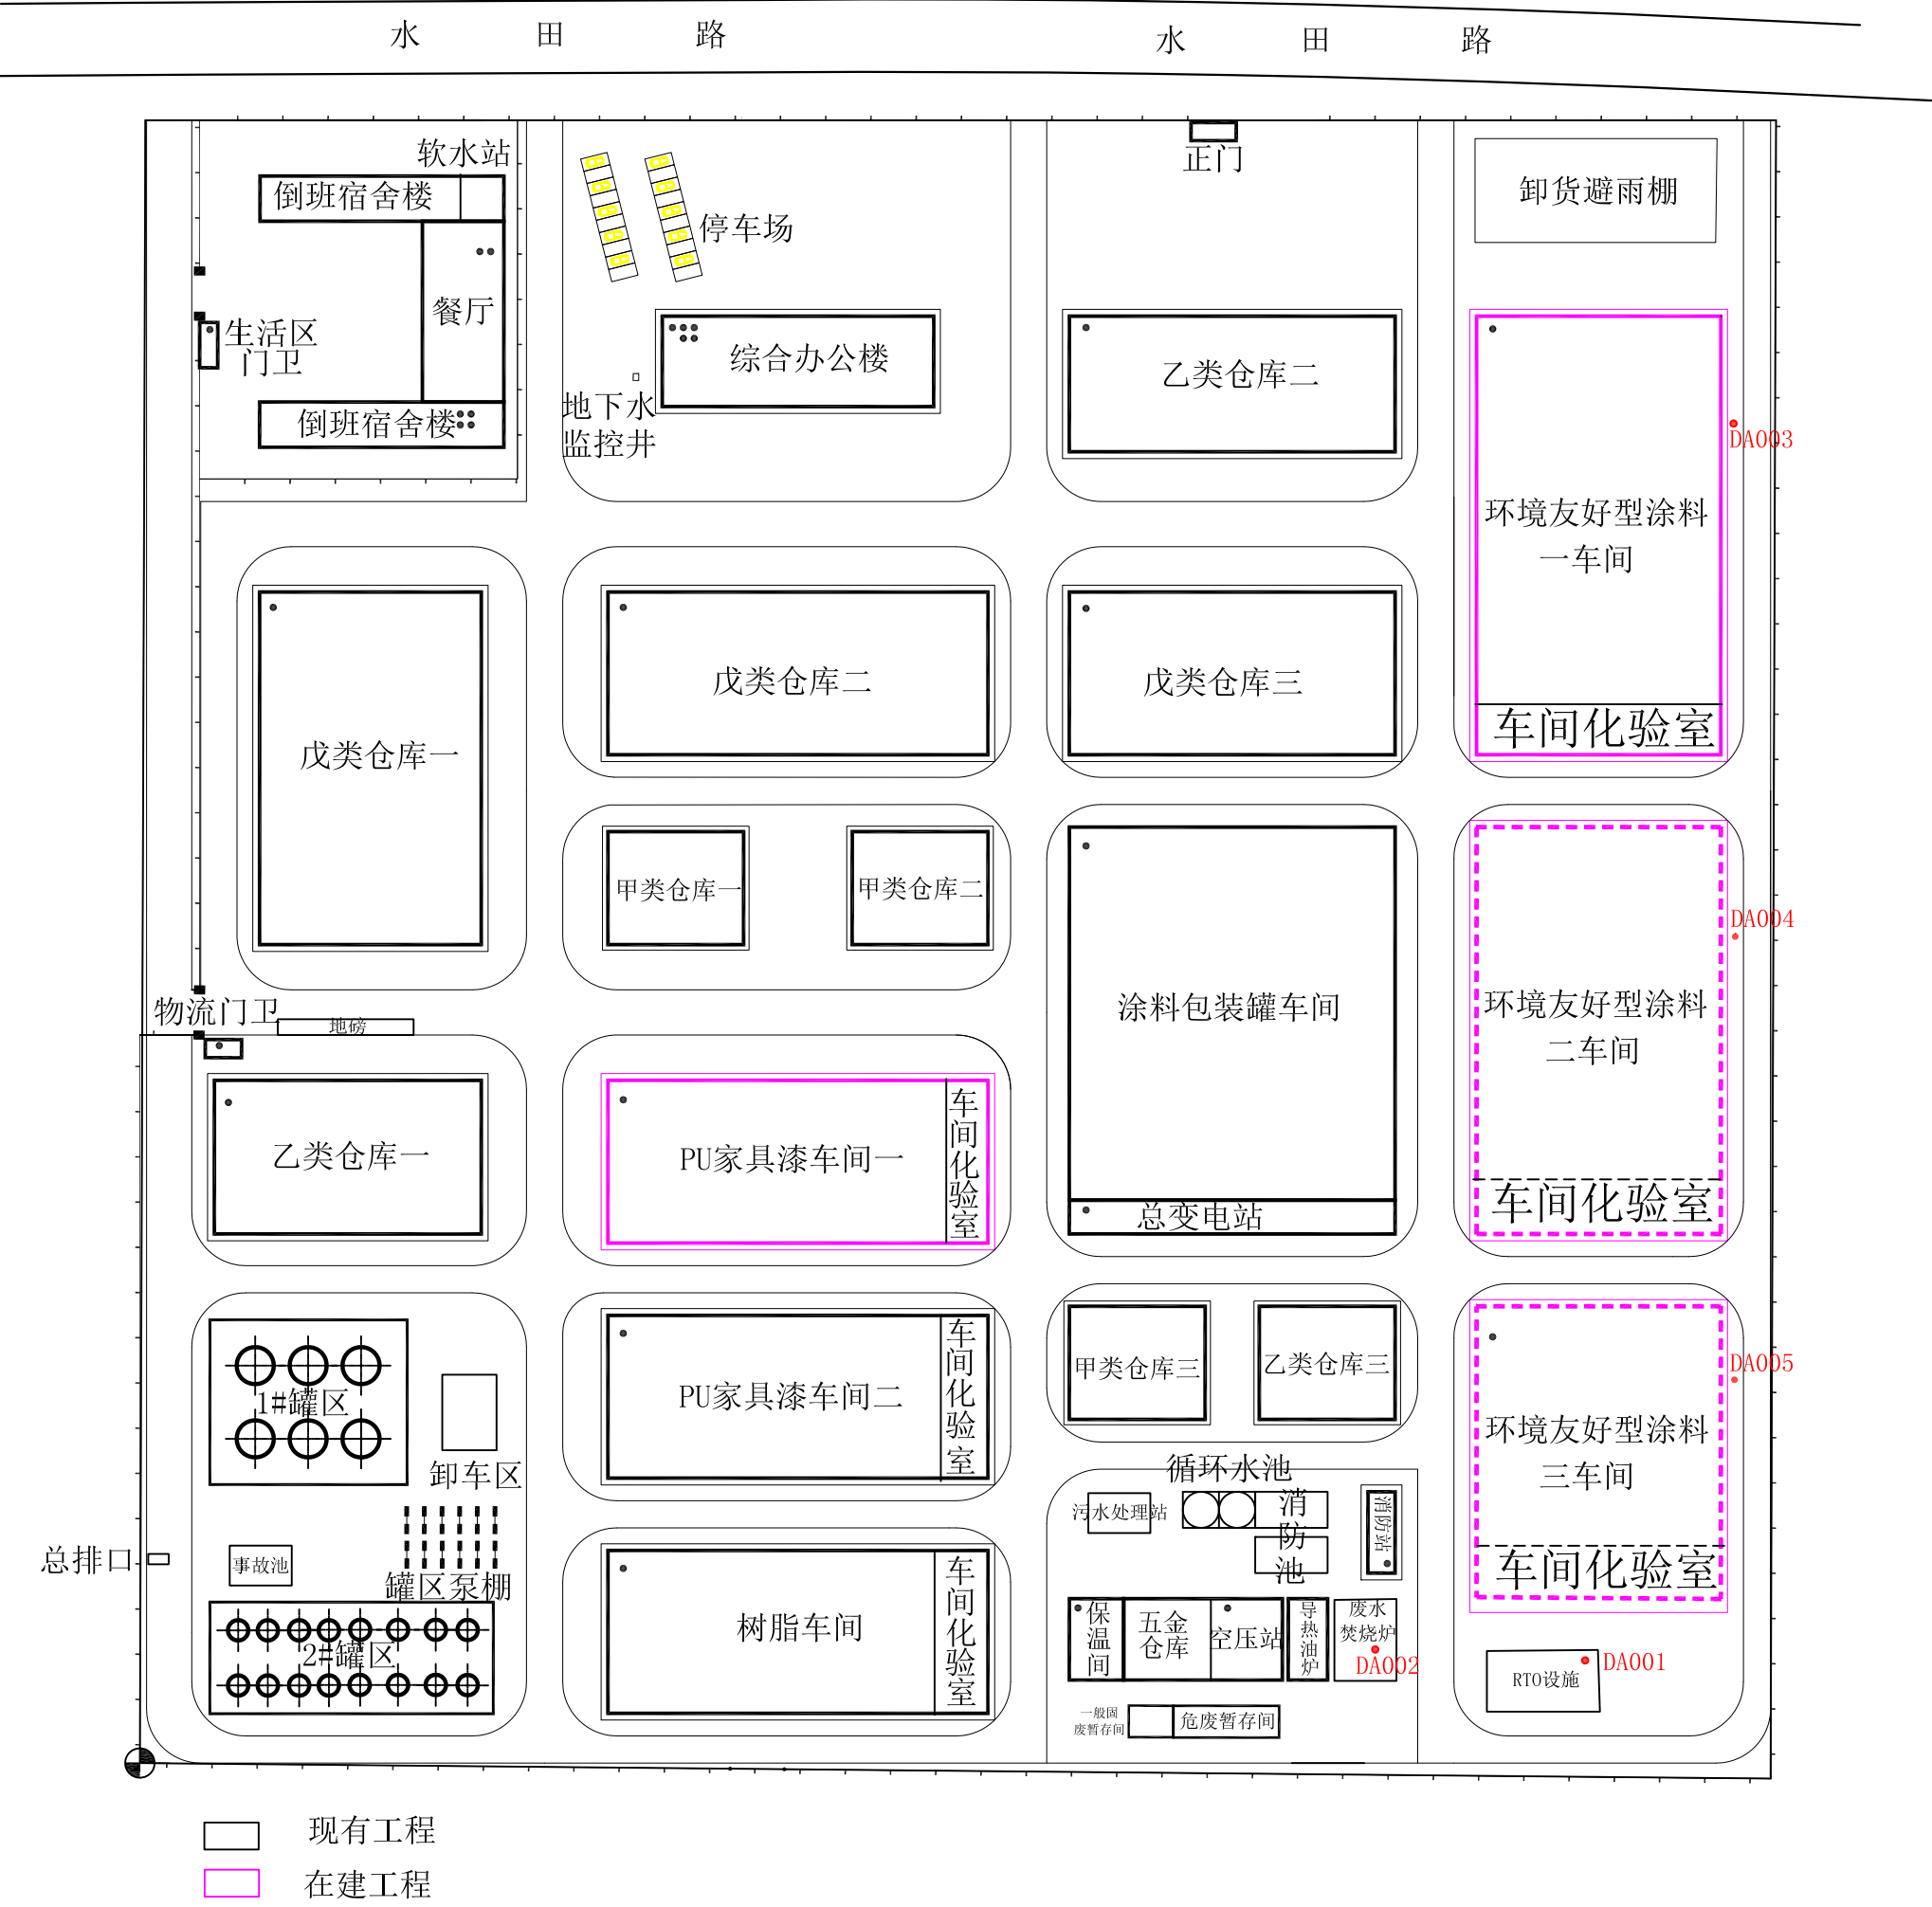 水 田 路
水 田 路
软水站
倒班宿舍楼
餐厅
生活区
门卫
倒班宿舍楼
停车场
综合办公楼
地下水
监控井
正门
乙类仓库二
卸货避雨棚
DA003
环境友好型涂料
一车间
车间化验室
戊类仓库一
戊类仓库二
戊类仓库三
甲类仓库一
甲类仓库二
涂料包装罐车间
总变电站
DA004
环境友好型涂料
二车间
车间化验室
物流门卫
地磅
乙类仓库一
PU家具漆车间一
车间化验室
1#罐区
卸车区
PU家具漆车间二
车间化验室
甲类仓库三
乙类仓库三
DA005
环境友好型涂料
三车间
车间化验室
总排口
事故池
罐区泵棚
2#罐区
树脂车间
车间化验室
循环水池
污水处理站
消防池
消防站
保温间
五金
仓库
空压站
导热油炉
废水
焚烧炉
DA002
一般固
废暂存间
危废暂存间
RTO设施
DA001
现有工程
在建工程